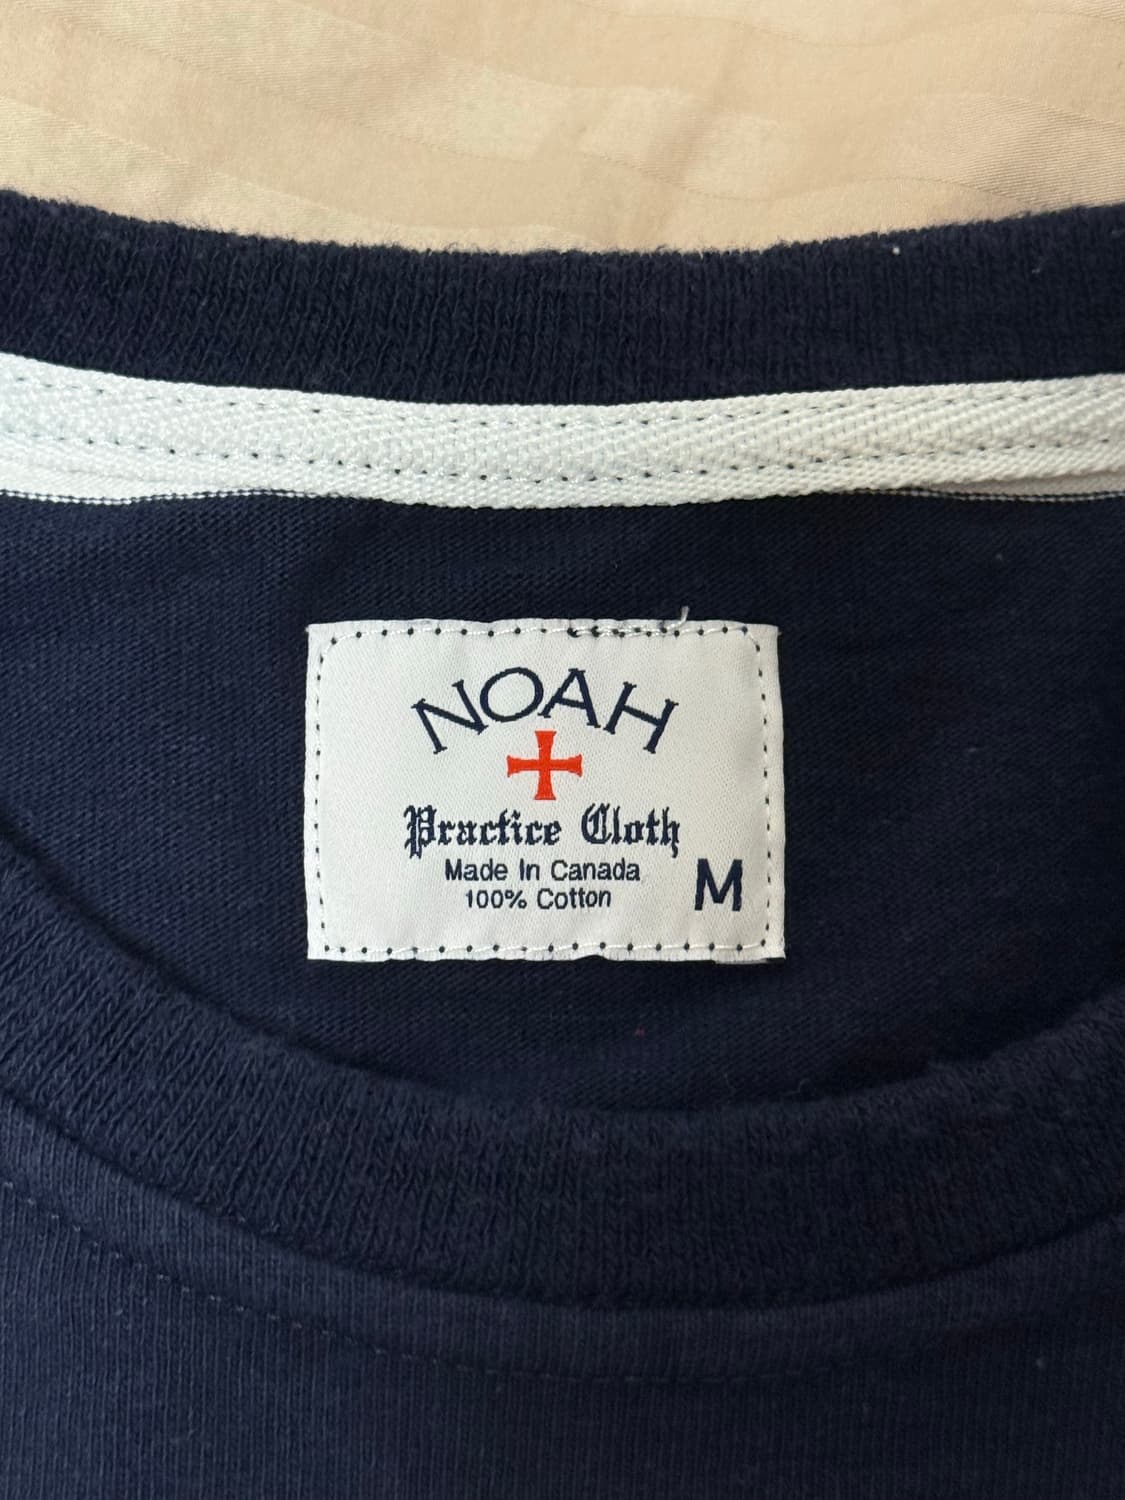 NOAH
Practice Cloth
Made In Canada
100% Cotton
M